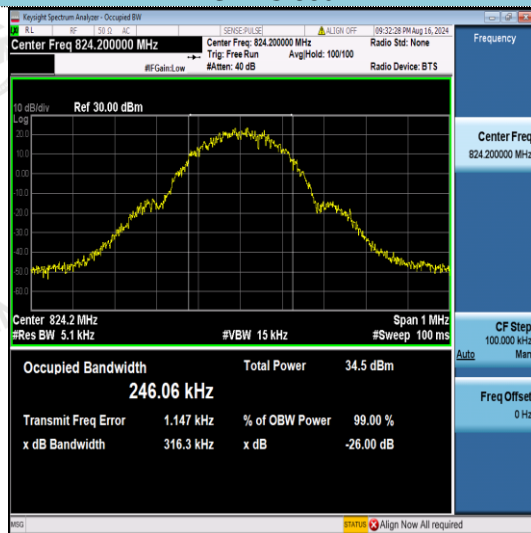 Keysight Spectrum Analyzer - Occupied BW
RL RF 50 Ω AC SENSE:PULSE ALIGN OFF 09:32:28 PM Aug 16, 2024
Center Freq 824.200000 MHz
Center Freq: 824.200000 MHz Radio Std: None
Trig: Free Run Avg|Hold: 100/100
#IFGain:Low #Atten: 40 dB Radio Device: BTS
Frequency
10 dB/div Ref 30.00 dBm
Log
20.0
10.0
0.00
Center Freq
824.200000 MHz
Center 824.2 MHz Span 1 MHz
#Res BW 5.1 kHz #VBW 15 kHz #Sweep 100 ms
CF Step
100.000 kHz
Auto Man
Occupied Bandwidth Total Power 34.5 dBm
246.06 kHz
Transmit Freq Error 1.147 kHz % of OBW Power 99.00 %
x dB Bandwidth 316.3 kHz x dB -26.00 dB
Freq Offset
0 Hz
MSG STATUS Align Now All required